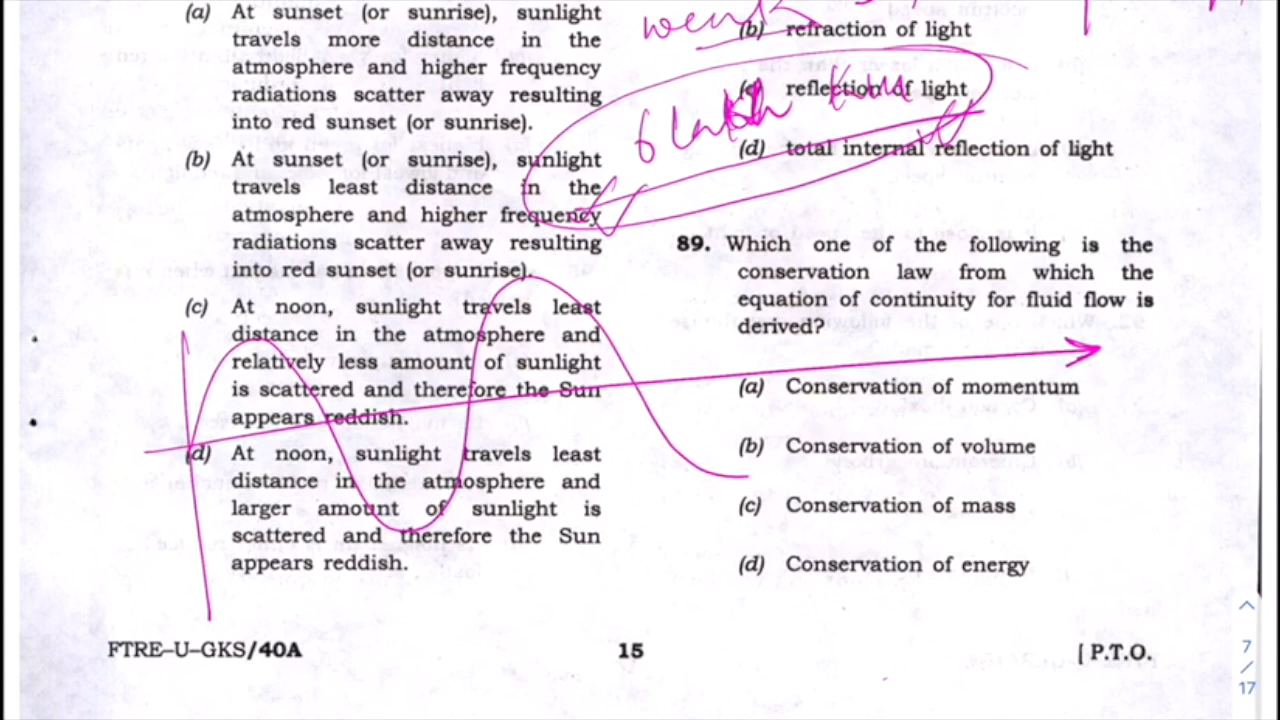 (a) At sunset (or sunrise), sunlight
travels more distance in the
atmosphere and higher frequency
radiations scatter away resulting
into red sunset (or sunrise).
(b) At sunset (or sunrise), sunlight
travels least distance in the
atmosphere and higher frequency
radiations scatter away resulting
into red sunset (or sunrise).
(c) At noon, sunlight travels least
distance in the atmosphere and
relatively less amount of sunlight
is scattered and therefore the Sun
appears reddish.
(d) At noon, sunlight travels least
distance in the atmosphere and
larger amount of sunlight is
scattered and therefore the Sun
appears reddish.
FTRE–U–GKS/40A
15
(b) refraction of light
(c) reflection of light
(d) total internal reflection of light
89. Which one of the following is the
conservation law from which the
equation of continuity for fluid flow is
derived?
(a) Conservation of momentum
(b) Conservation of volume
(c) Conservation of mass
(d) Conservation of energy
[ P.T.O.
7
/
17